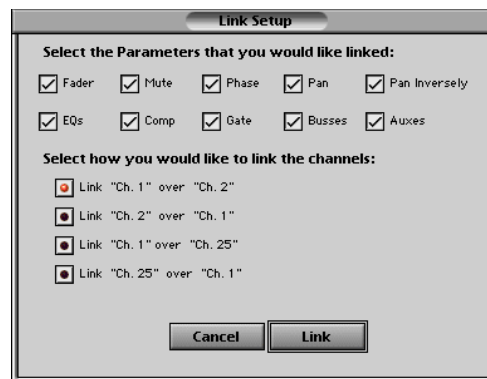 Link Setup
Select the Parameters that you would like linked:
Fader Mute Phase Pan Pan Inversely
EQs Comp Gate Busses Auxes
Select how you would like to link the channels:
Link "Ch. 1" over "Ch. 2"
Link "Ch. 2" over "Ch. 1"
Link "Ch. 1" over "Ch. 25"
Link "Ch. 25" over "Ch. 1"
Cancel Link